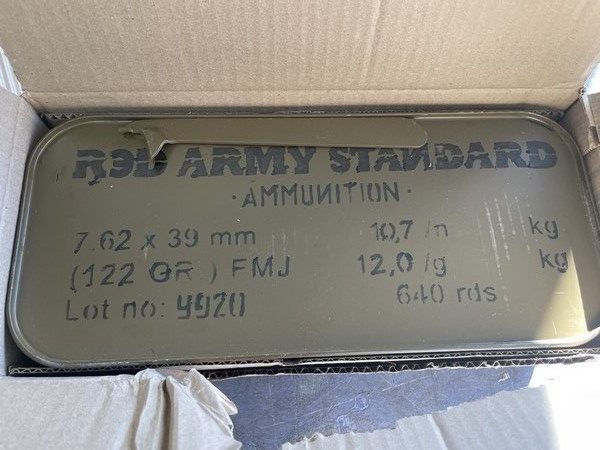 RЭD ARMY STANDARD
·AMMUNITION·
7.62 x 39 mm 10,7 /n kg
(122 GR.) FMJ 12,0 /g kg
Lot no: 9920 640 rds